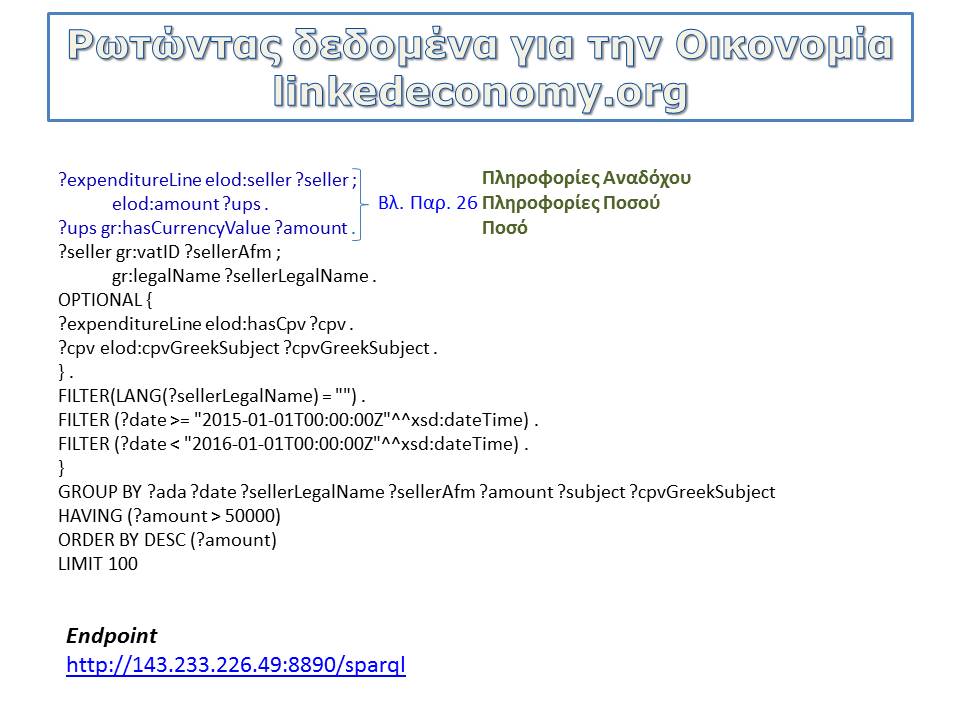 Ρωτώντας δεδομένα για την Οικονομία
linkedeconomy.org
?expenditureLine elod:seller ?seller ;
elod:amount ?ups .
?ups gr:hasCurrencyValue ?amount .
Βλ. Παρ. 26
Πληροφορίες Αναδόχου
Πληροφορίες Ποσού
Ποσό
?seller gr:vatID ?sellerAfm ;
gr:legalName ?sellerLegalName .
OPTIONAL {
?expenditureLine elod:hasCpv ?cpv .
?cpv elod:cpvGreekSubject ?cpvGreekSubject .
} .
FILTER(LANG(?sellerLegalName) = "") .
FILTER (?date >= "2015-01-01T00:00:00Z"^^xsd:dateTime) .
FILTER (?date < "2016-01-01T00:00:00Z"^^xsd:dateTime) .
}
GROUP BY ?ada ?date ?sellerLegalName ?sellerAfm ?amount ?subject ?cpvGreekSubject
HAVING (?amount > 50000)
ORDER BY DESC (?amount)
LIMIT 100
Endpoint
http://143.233.226.49:8890/sparql